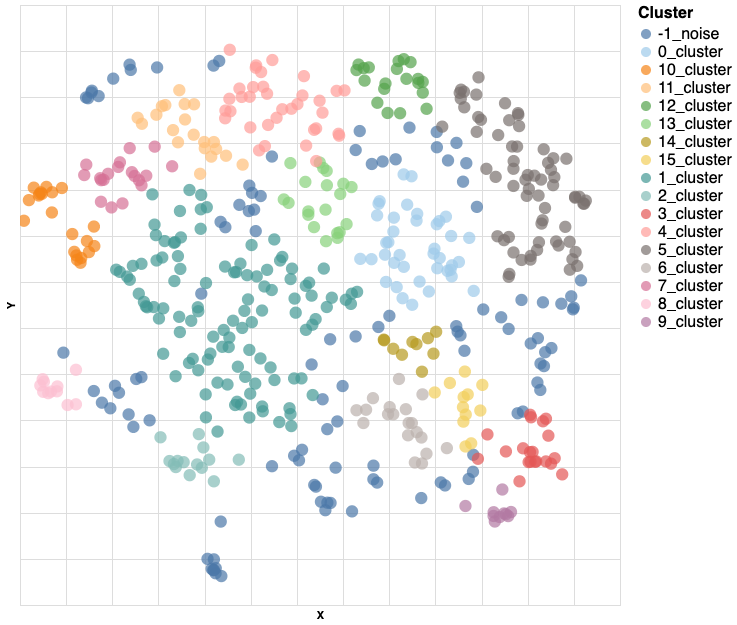 Cluster
-1_noise
0_cluster
10_cluster
11_cluster
12_cluster
13_cluster
14_cluster
15_cluster
1_cluster
2_cluster
3_cluster
4_cluster
5_cluster
6_cluster
7_cluster
8_cluster
9_cluster
Y
X